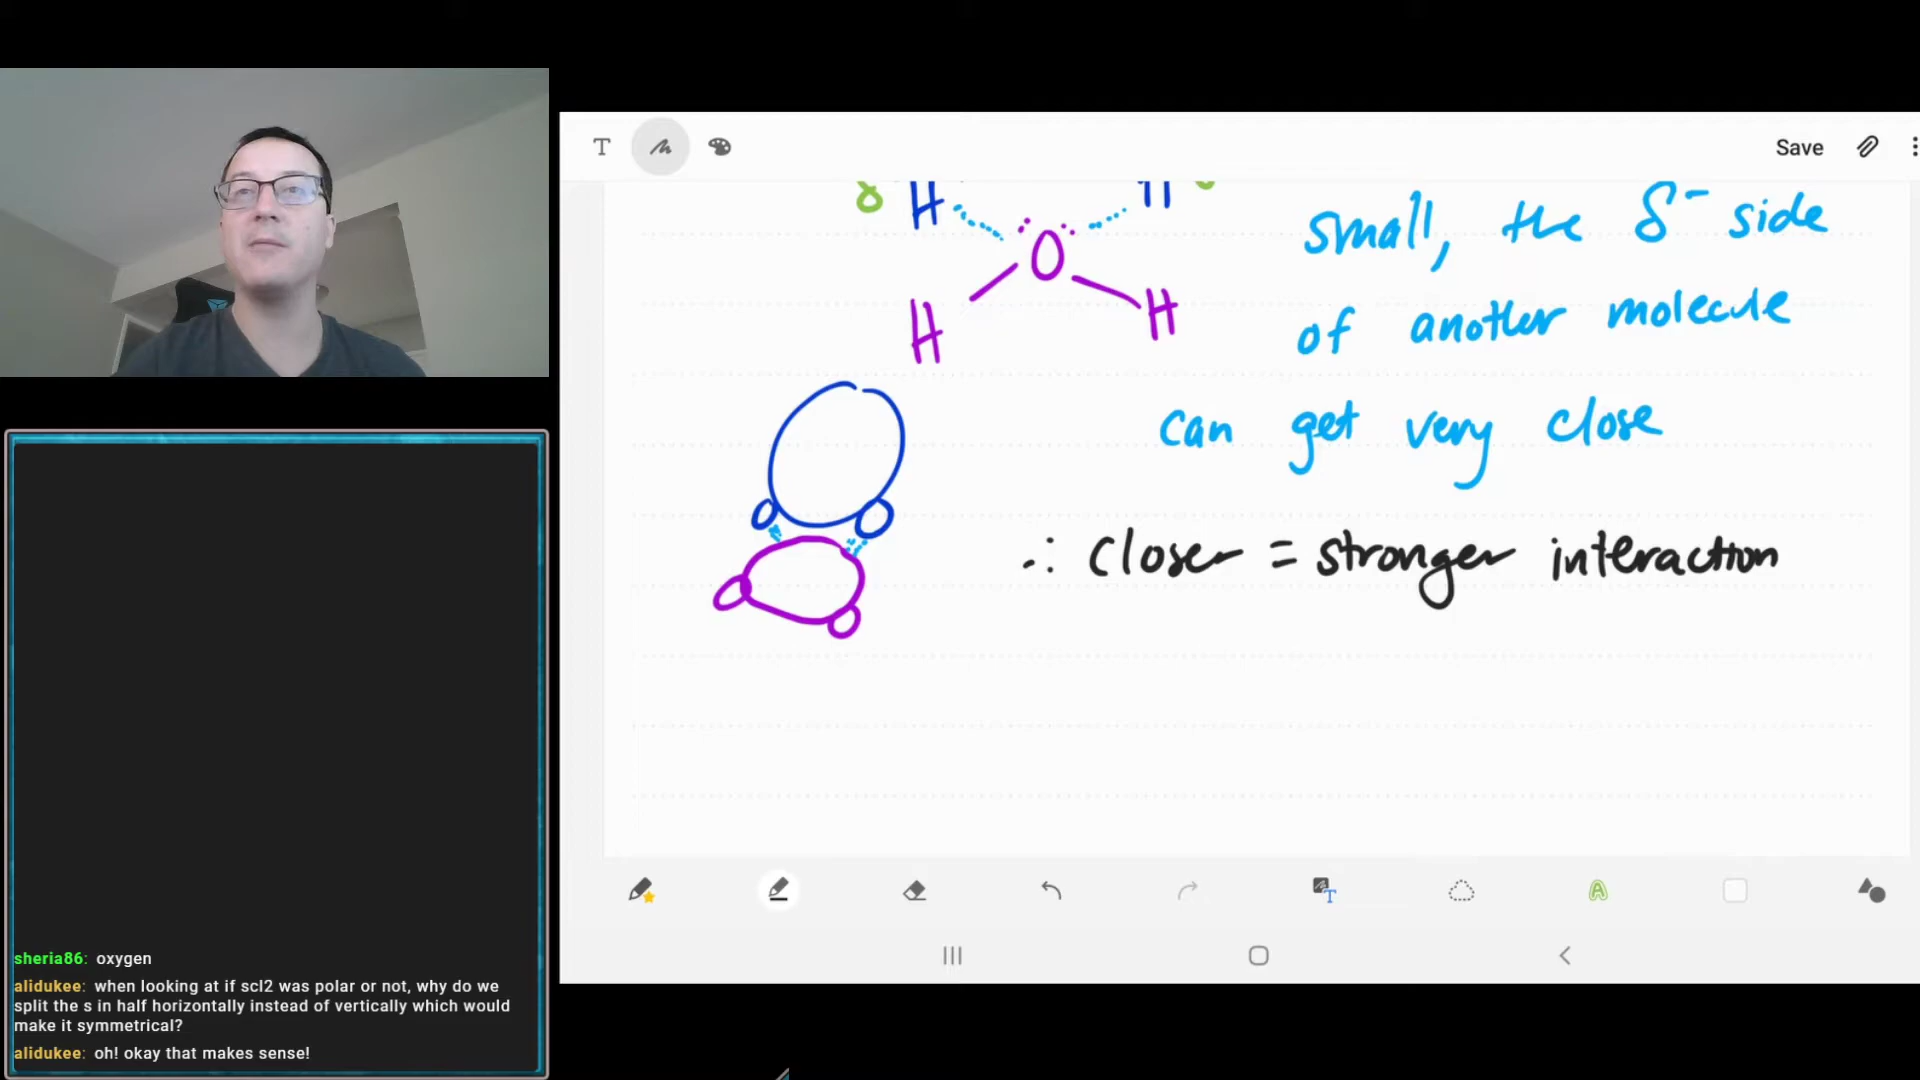 T
Save
δ H H
small, the δ⁻ side
O
of another molecule
H H
can get very close
∴ closer = stronger interaction
A
T
sheria86: oxygen
alidukee: when looking at if scl2 was polar or not, why do we
split the s in half horizontally instead of vertically which would
make it symmetrical?
alidukee: oh! okay that makes sense!